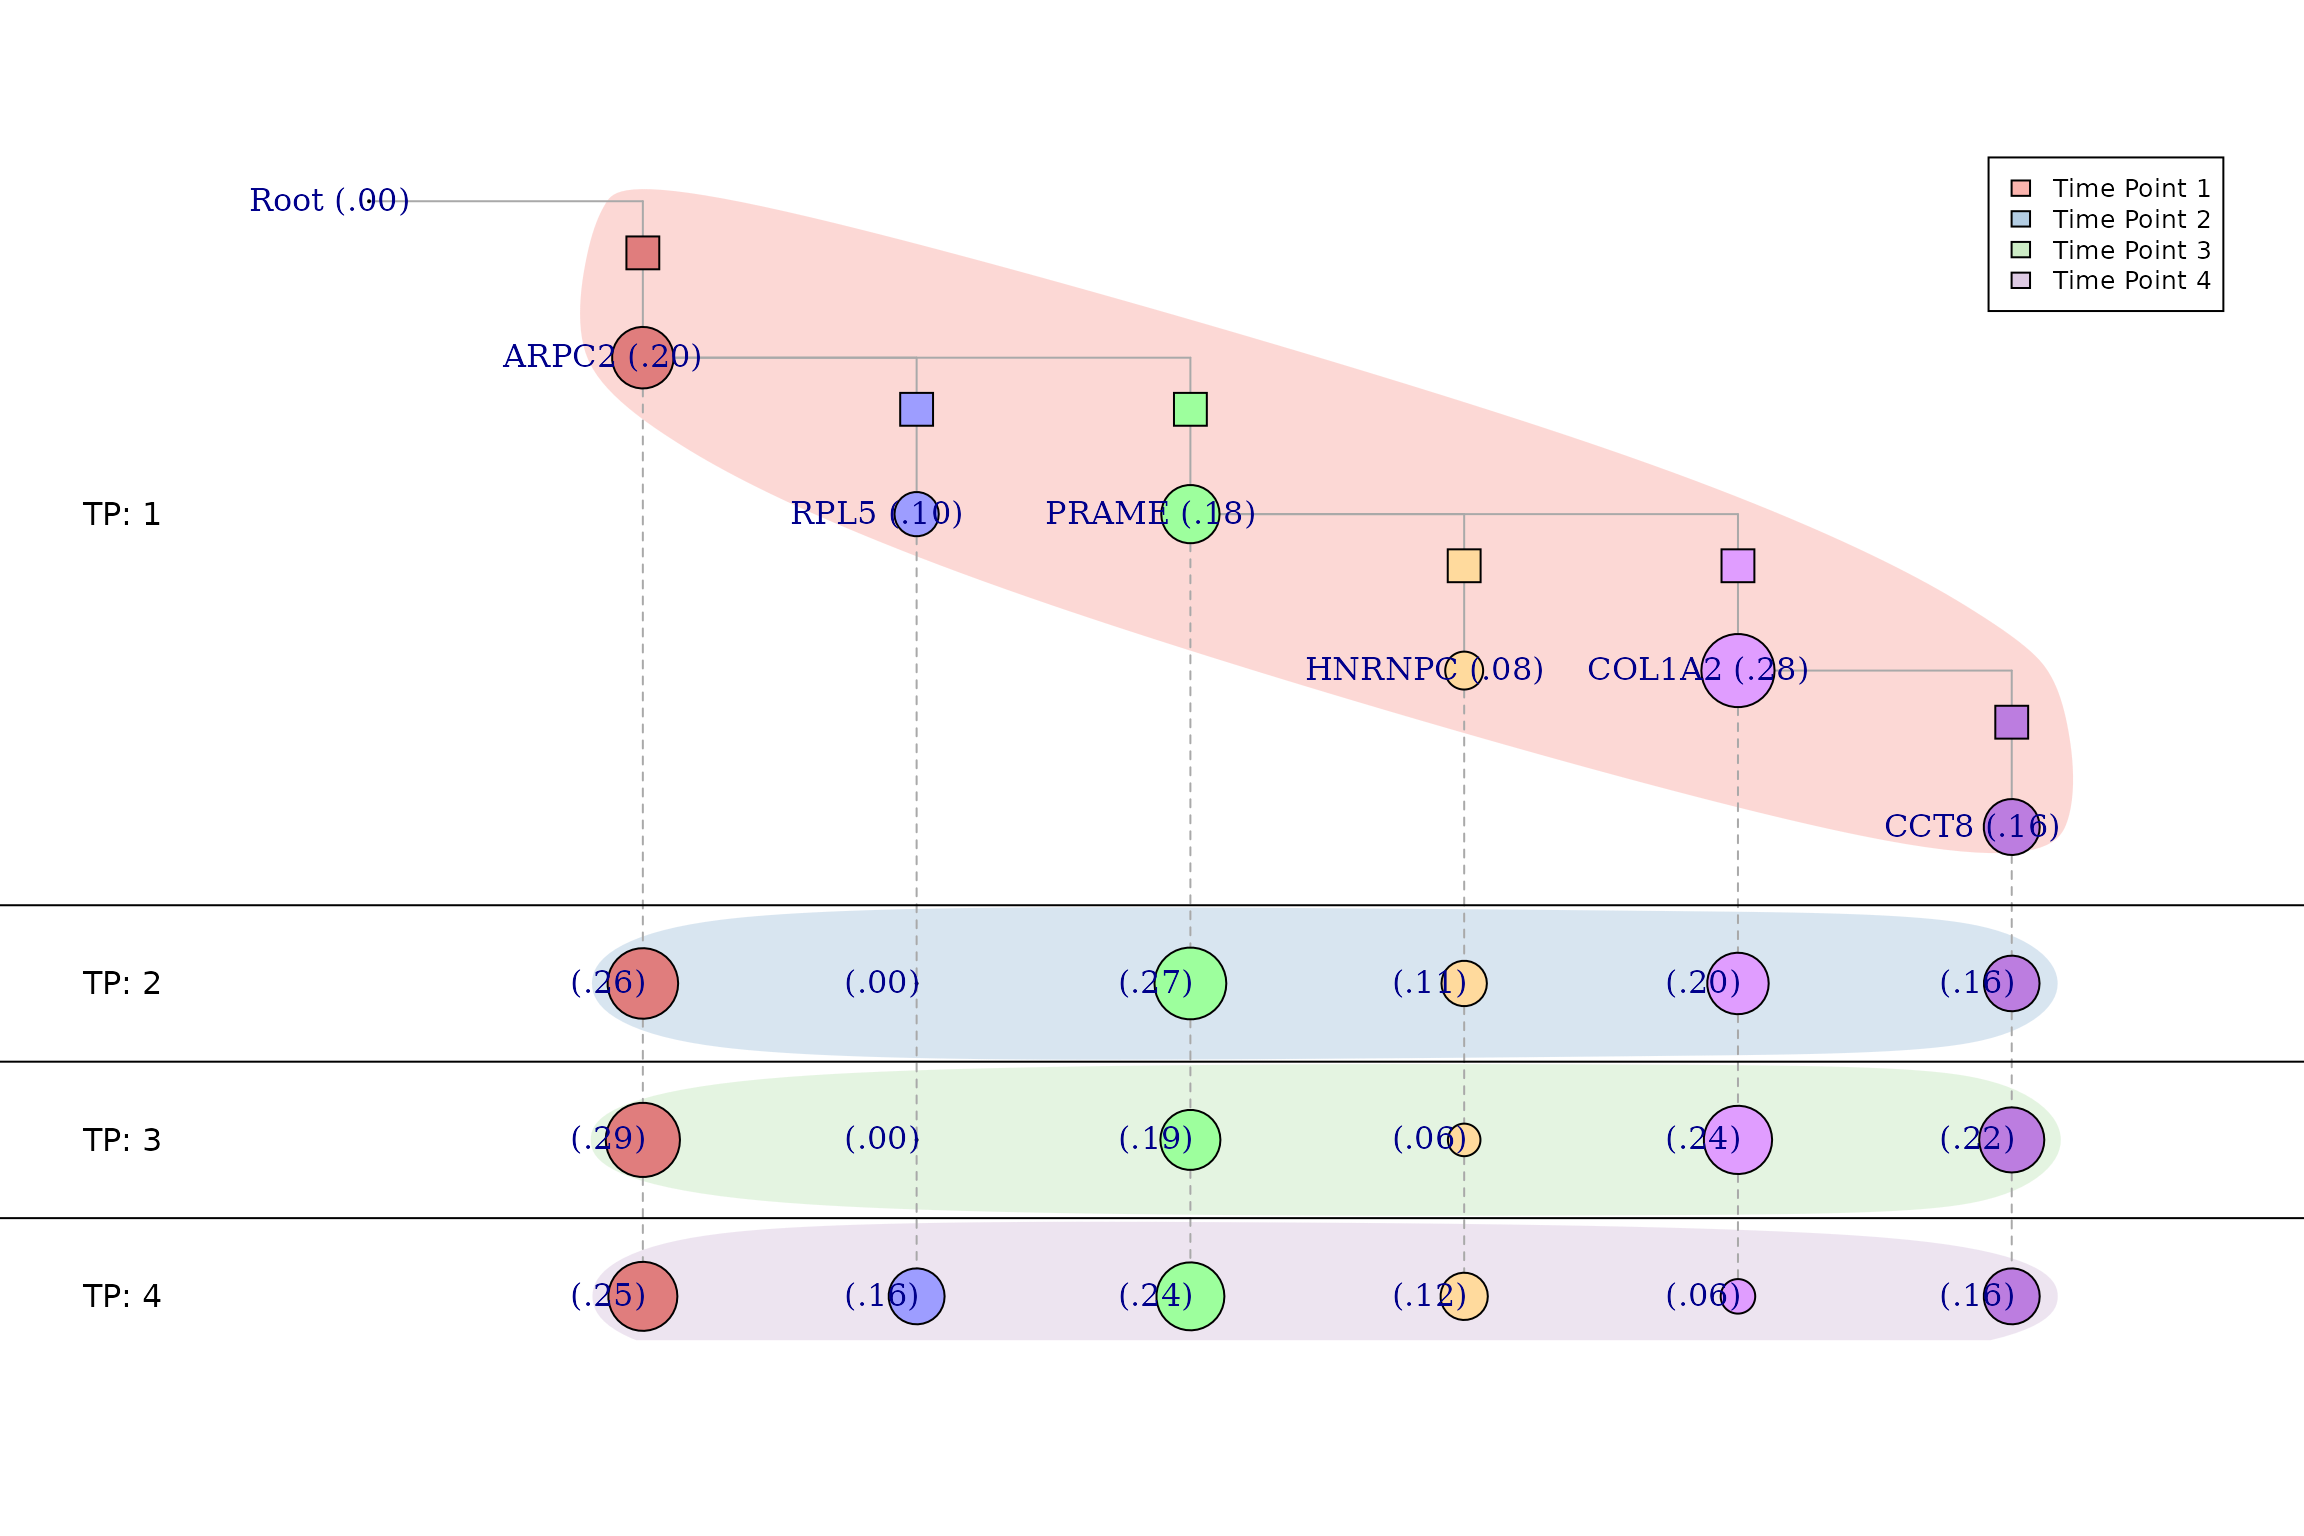 Root (.00)
Time Point 1
Time Point 2
Time Point 3
Time Point 4
ARPC2 (.20)
TP: 1
RPL5 (.10)
PRAME (.18)
HNRNPC (.08)
COL1A2 (.28)
CCT8 (.16)
TP: 2
(.26)
(.00)
(.27)
(.11)
(.20)
(.16)
TP: 3
(.29)
(.00)
(.19)
(.06)
(.24)
(.22)
TP: 4
(.25)
(.16)
(.24)
(.12)
(.06)
(.16)